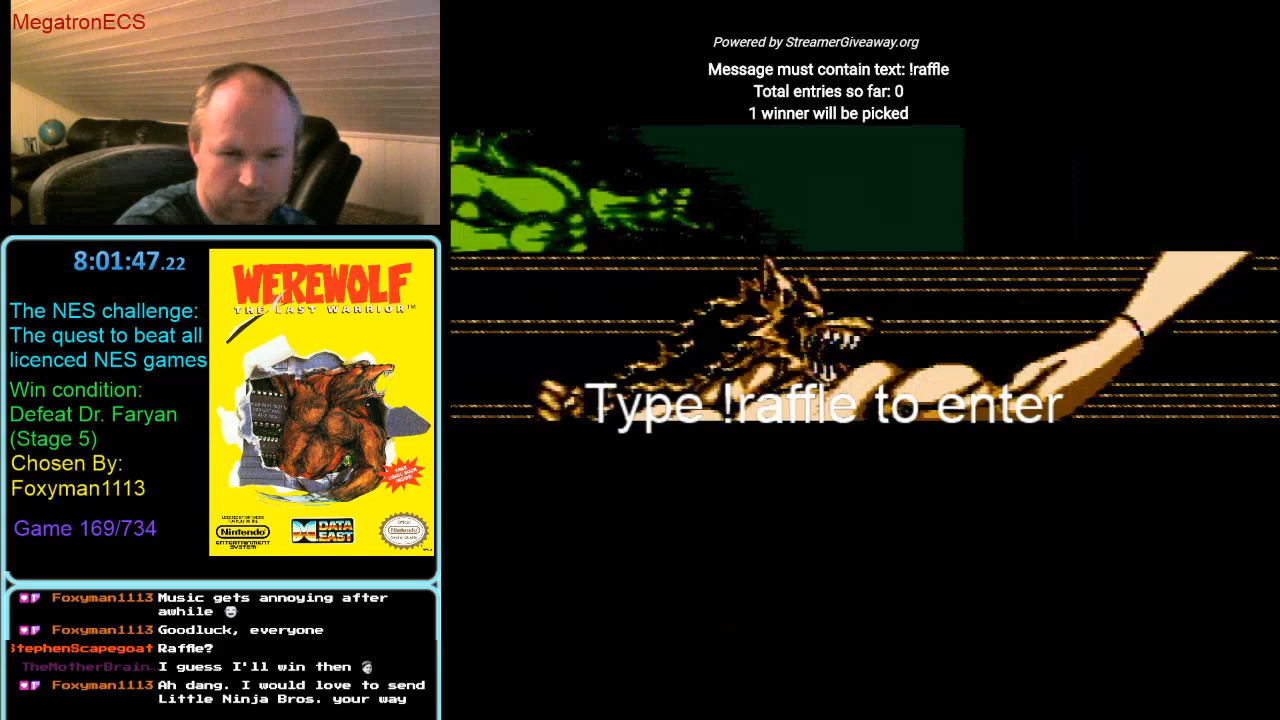 MegatronECS
Powered by StreamerGiveaway.org
Message must contain text: !raffle
Total entries so far: 0
1 winner will be picked
Type !raffle to enter
8:01:47.22
The NES challenge:
The quest to beat all
licenced NES games
Win condition:
Defeat Dr. Faryan
(Stage 5)
Chosen By:
Foxyman1113
Game 169/734
WEREWOLF
THE LAST WARRIOR™
Nintendo
ENTERTAINMENT
SYSTEM
DATA
EAST
Foxyman1113 Music gets annoying after
awhile
Foxyman1113 Goodluck, everyone
StephenScapegoat Raffle?
TheMotherBrain.. I guess I'll win then
Foxyman1113 Ah dang. I would love to send
Little Ninja Bros. your way